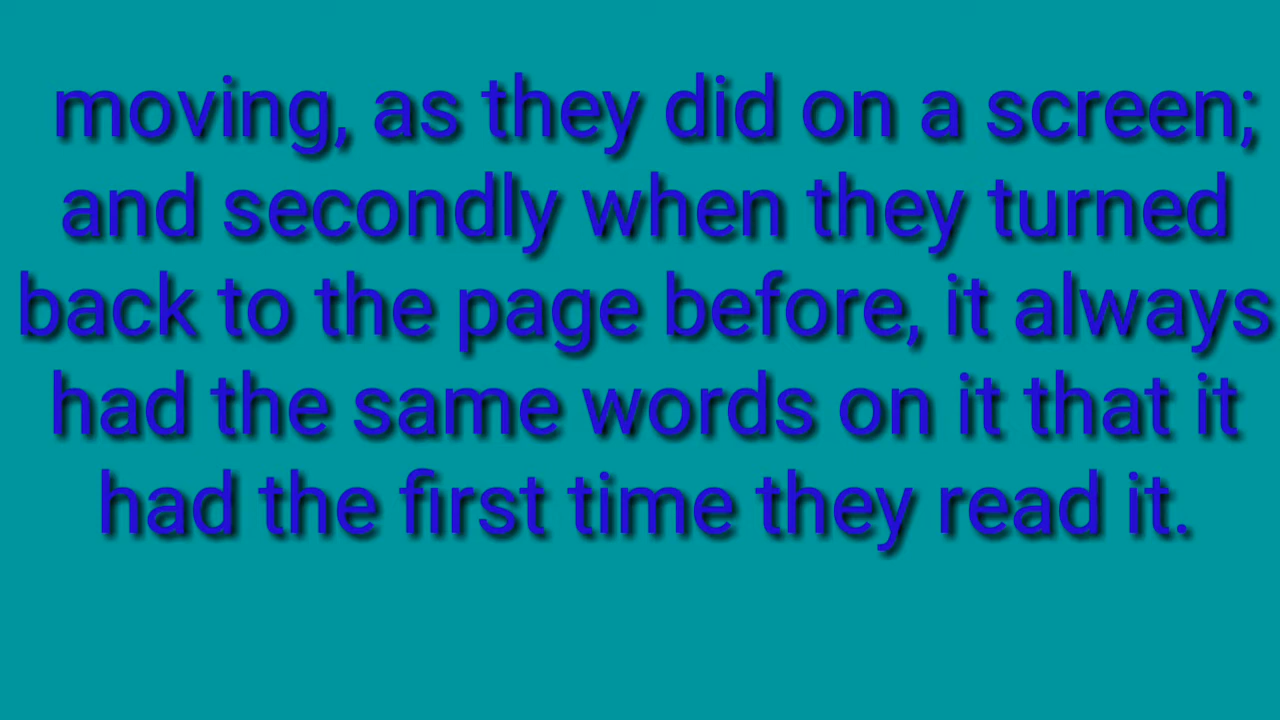 moving, as they did on a screen;
and secondly when they turned
back to the page before, it always
had the same words on it that it
had the first time they read it.